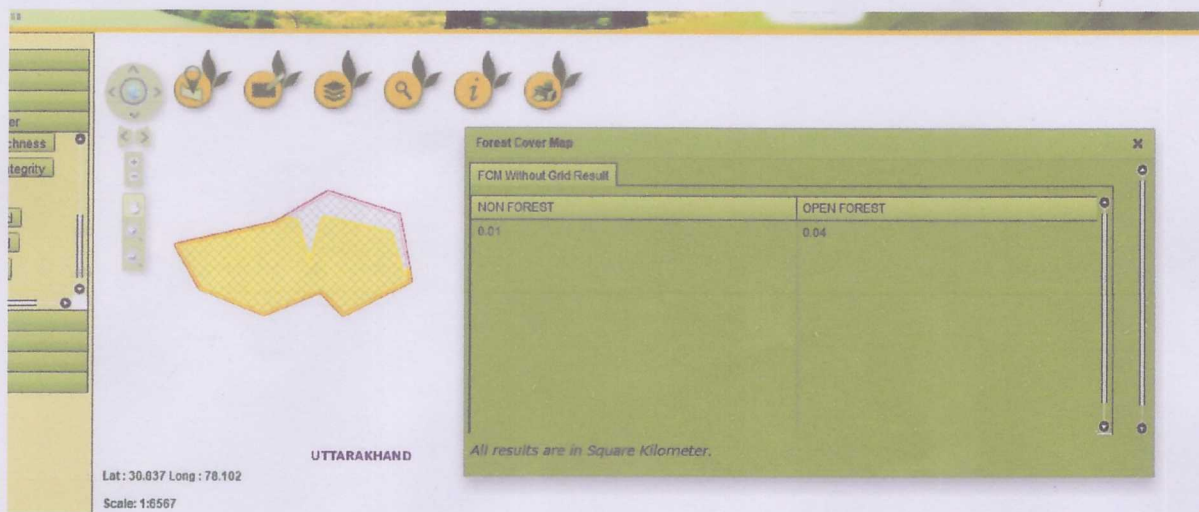 er
chness
tegrity
Forest Cover Map
FCM Without Grid Result
NON FOREST OPEN FOREST
0.01 0.04
All results are in Square Kilometer.
UTTARAKHAND
Lat : 30.837 Long : 78.102
Scale: 1:6567